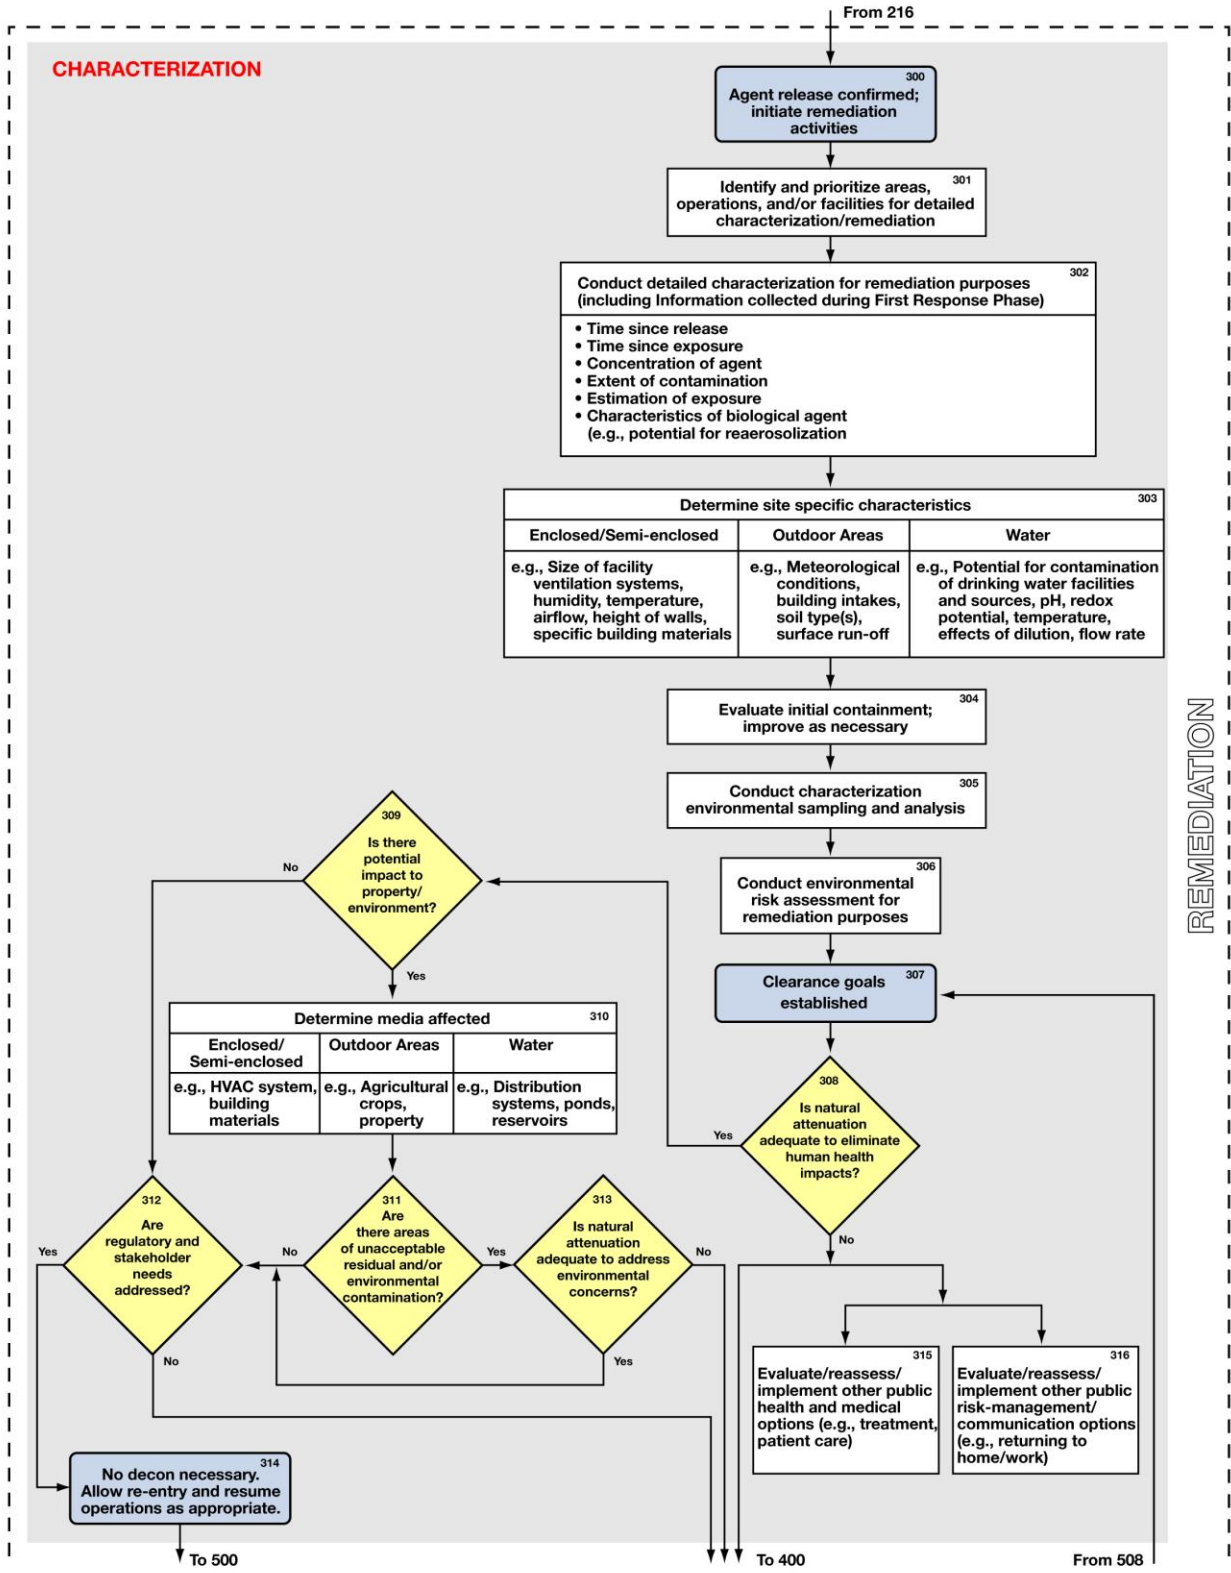 From 216
CHARACTERIZATION
300
Agent release confirmed;
initiate remediation
activities
301
Identify and prioritize areas,
operations, and/or facilities for detailed
characterization/remediation
302
Conduct detailed characterization for remediation purposes
(including Information collected during First Response Phase)
• Time since release
• Time since exposure
• Concentration of agent
• Extent of contamination
• Estimation of exposure
• Characteristics of biological agent
(e.g., potential for reaerosolization
303
Determine site specific characteristics
Enclosed/Semi-enclosed
e.g., Size of facility
ventilation systems,
humidity, temperature,
airflow, height of walls,
specific building materials
Outdoor Areas
e.g., Meteorological
conditions,
building intakes,
soil type(s),
surface run-off
Water
e.g., Potential for contamination
of drinking water facilities
and sources, pH, redox
potential, temperature,
effects of dilution, flow rate
304
Evaluate initial containment;
improve as necessary
305
Conduct characterization
environmental sampling and analysis
306
Conduct environmental
risk assessment for
remediation purposes
307
Clearance goals
established
308
Is natural
attenuation
adequate to eliminate
human health
impacts?
Yes
No
309
Is there
potential
impact to
property/
environment?
No
Yes
310
Determine media affected
Enclosed/
Semi-enclosed
e.g., HVAC system,
building
materials
Outdoor Areas
e.g., Agricultural
crops,
property
Water
e.g., Distribution
systems, ponds,
reservoirs
312
Are
regulatory and
stakeholder
needs
addressed?
Yes
No
311
Are
there areas
of unacceptable
residual and/or
environmental
contamination?
No
Yes
313
Is natural
attenuation
adequate to address
environmental
concerns?
No
Yes
315
Evaluate/reassess/
implement other public
health and medical
options (e.g., treatment,
patient care)
316
Evaluate/reassess/
implement other public
risk-management/
communication options
(e.g., returning to
home/work)
314
No decon necessary.
Allow re-entry and resume
operations as appropriate.
To 500
To 400
From 508
REMEDIATION